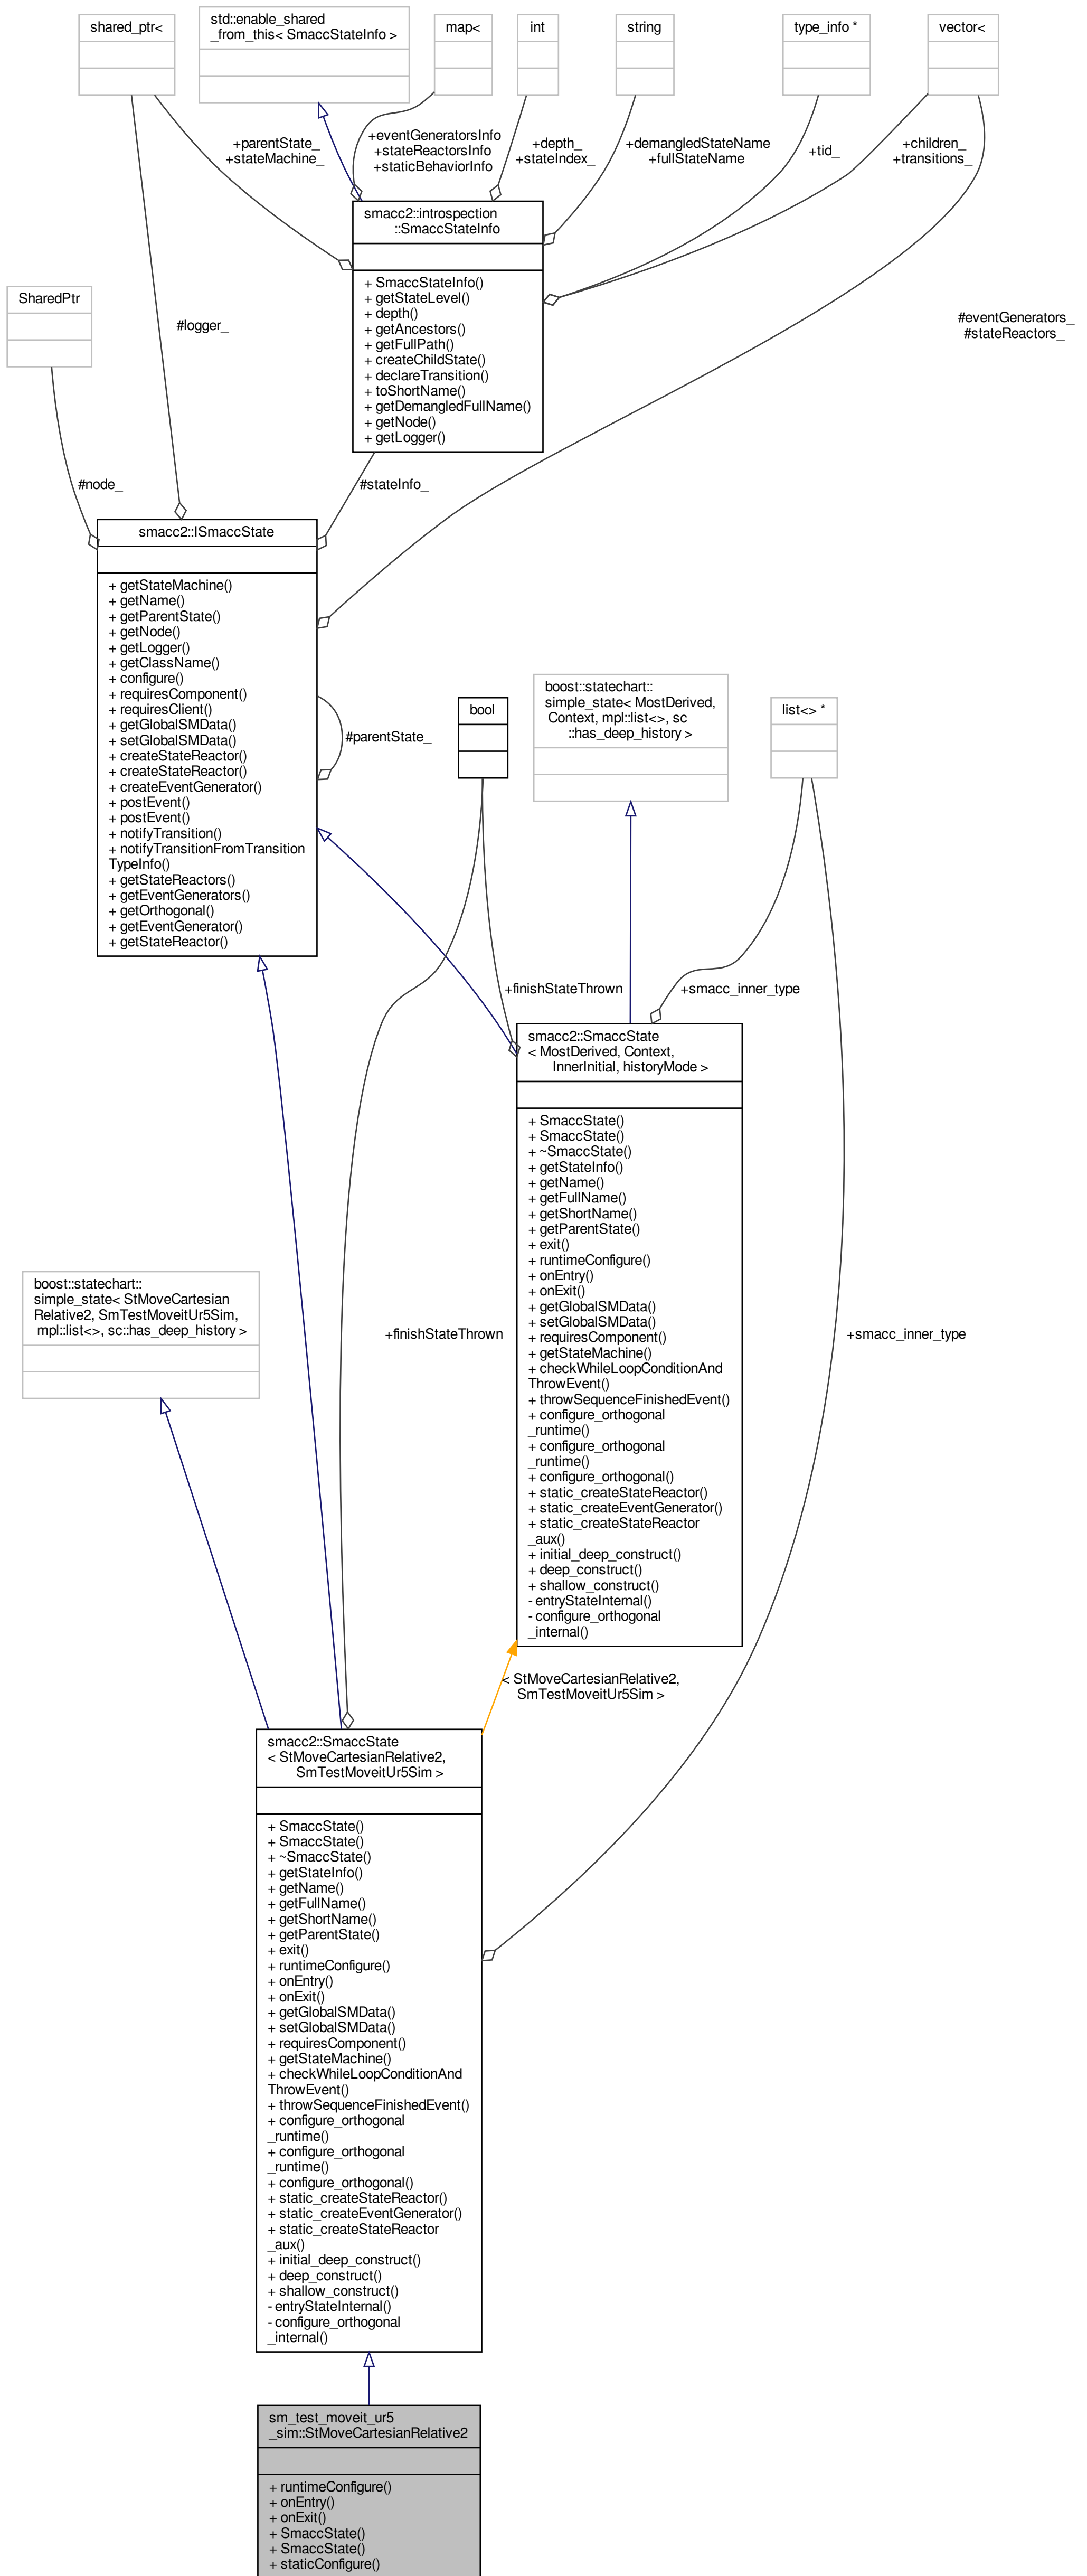 shared_ptr<
std::enable_shared
_from_this< SmaccStateInfo >
map<
int
string
type_info *
vector<
+parentState_
+stateMachine_
+eventGeneratorsInfo
+stateReactorsInfo
+staticBehaviorInfo
+depth_
+stateIndex_
+demangledStateName
+fullStateName
+tid_
+children_
+transitions_
smacc2::introspection
::SmaccStateInfo
+ SmaccStateInfo()
+ getStateLevel()
+ depth()
+ getAncestors()
+ getFullPath()
+ createChildState()
+ declareTransition()
+ toShortName()
+ getDemangledFullName()
+ getNode()
+ getLogger()
SharedPtr
#logger_
#eventGenerators_
#stateReactors_
#node_
#stateInfo_
smacc2::ISmaccState
+ getStateMachine()
+ getName()
+ getParentState()
+ getNode()
+ getLogger()
+ getClassName()
+ configure()
+ requiresComponent()
+ requiresClient()
+ getGlobalSMData()
+ setGlobalSMData()
+ createStateReactor()
+ createStateReactor()
+ createEventGenerator()
+ postEvent()
+ postEvent()
+ notifyTransition()
+ notifyTransitionFromTransition
TypeInfo()
+ getStateReactors()
+ getEventGenerators()
+ getOrthogonal()
+ getEventGenerator()
+ getStateReactor()
#parentState_
bool
boost::statechart::
simple_state< MostDerived,
Context, mpl::list<>, sc
::has_deep_history >
list<> *
+finishStateThrown
+smacc_inner_type
smacc2::SmaccState
< MostDerived, Context,
InnerInitial, historyMode >
+ SmaccState()
+ SmaccState()
+ ~SmaccState()
+ getStateInfo()
+ getName()
+ getFullName()
+ getShortName()
+ getParentState()
+ exit()
+ runtimeConfigure()
+ onEntry()
+ onExit()
+ getGlobalSMData()
+ setGlobalSMData()
+ requiresComponent()
+ getStateMachine()
+ checkWhileLoopConditionAnd
ThrowEvent()
+ throwSequenceFinishedEvent()
+ configure_orthogonal
_runtime()
+ configure_orthogonal
_runtime()
+ configure_orthogonal()
+ static_createStateReactor()
+ static_createEventGenerator()
+ static_createStateReactor
_aux()
+ initial_deep_construct()
+ deep_construct()
+ shallow_construct()
- entryStateInternal()
- configure_orthogonal
_internal()
boost::statechart::
simple_state< StMoveCartesian
Relative2, SmTestMoveitUr5Sim,
mpl::list<>, sc::has_deep_history >
+finishStateThrown
+smacc_inner_type
< StMoveCartesianRelative2,
SmTestMoveitUr5Sim >
smacc2::SmaccState
< StMoveCartesianRelative2,
SmTestMoveitUr5Sim >
+ SmaccState()
+ SmaccState()
+ ~SmaccState()
+ getStateInfo()
+ getName()
+ getFullName()
+ getShortName()
+ getParentState()
+ exit()
+ runtimeConfigure()
+ onEntry()
+ onExit()
+ getGlobalSMData()
+ setGlobalSMData()
+ requiresComponent()
+ getStateMachine()
+ checkWhileLoopConditionAnd
ThrowEvent()
+ throwSequenceFinishedEvent()
+ configure_orthogonal
_runtime()
+ configure_orthogonal
_runtime()
+ configure_orthogonal()
+ static_createStateReactor()
+ static_createEventGenerator()
+ static_createStateReactor
_aux()
+ initial_deep_construct()
+ deep_construct()
+ shallow_construct()
- entryStateInternal()
- configure_orthogonal
_internal()
sm_test_moveit_ur5
_sim::StMoveCartesianRelative2
+ runtimeConfigure()
+ onEntry()
+ onExit()
+ SmaccState()
+ SmaccState()
+ staticConfigure()